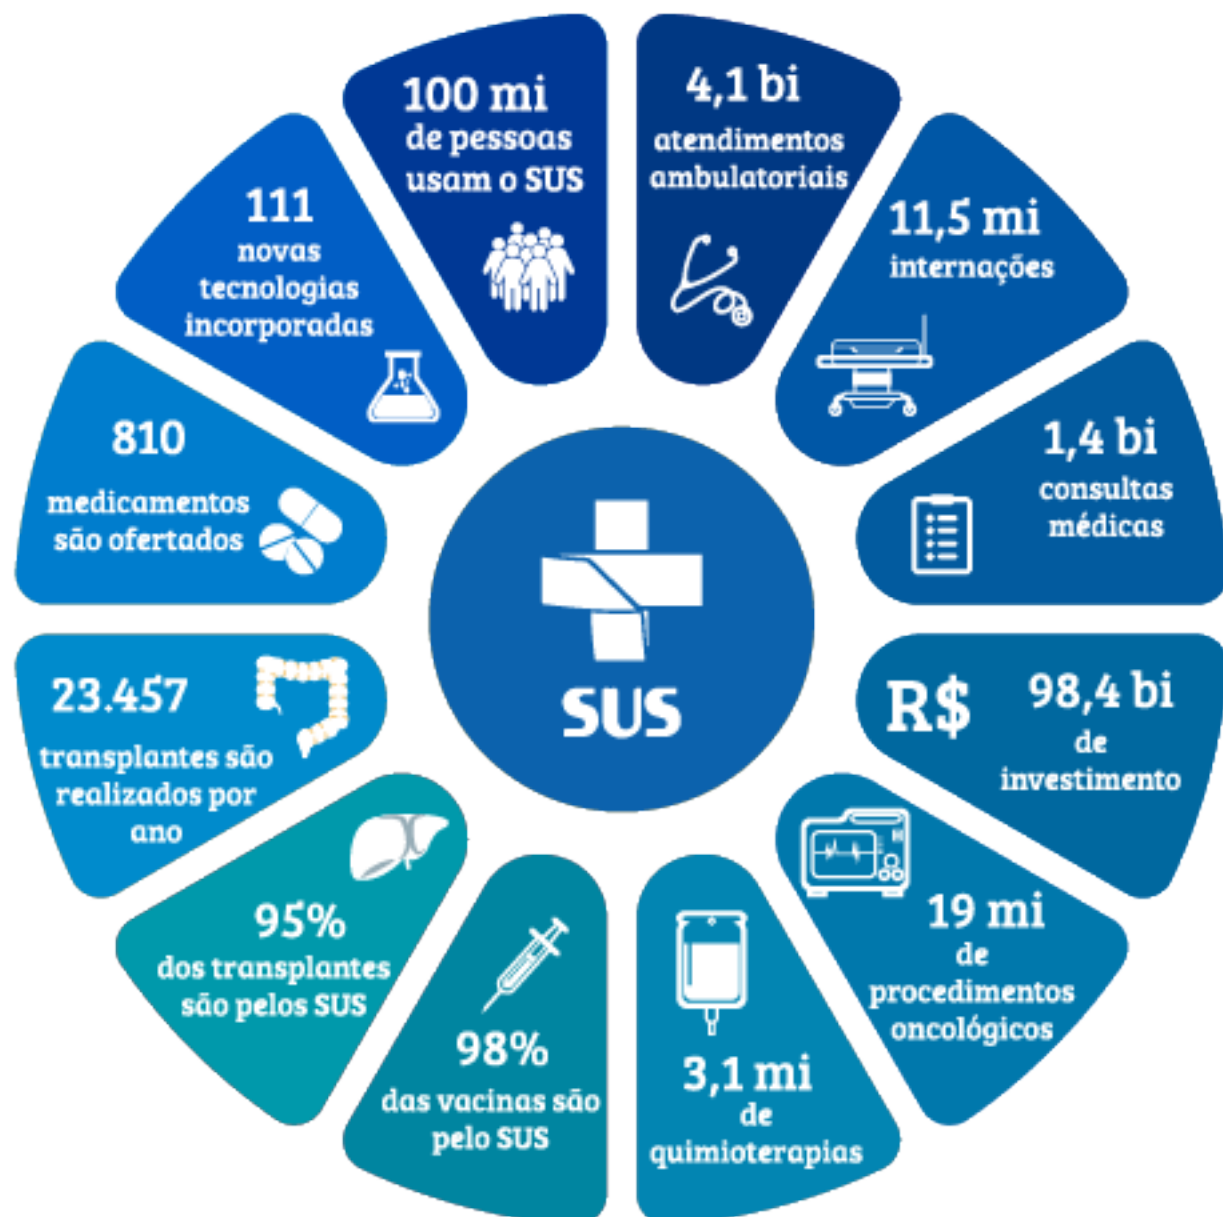 100 mi
de pessoas
usam o SUS
4,1 bi
atendimentos
ambulatoriais
11,5 mi
internações
1,4 bi
consultas
médicas
R$
98,4 bi
de
investimento
19 mi
de
procedimentos
oncológicos
3,1 mi
de
quimioterapias
98%
das vacinas são
pelo SUS
95%
dos transplantes
são pelos SUS
23.457
transplantes são
realizados por
ano
810
medicamentos
são ofertados
111
novas
tecnologias
incorporadas
SUS